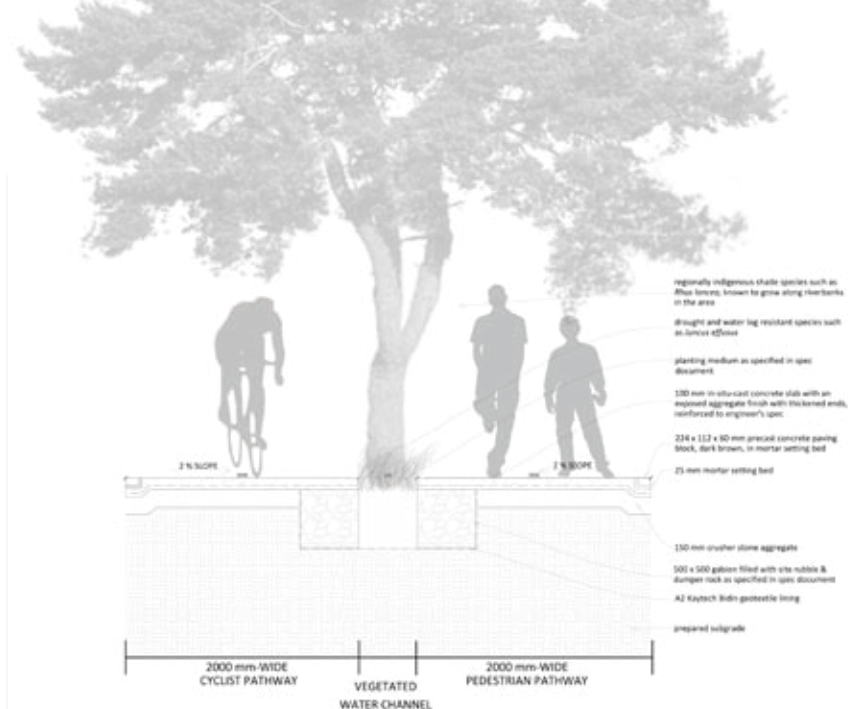 regionally indigenous shade species such as
Rhus lancea, known to grow along riverbanks
in the area
drought and water log resistant species such
as Juncus effusus
planting medium as specified in spec
document
100 mm in-situ-cast concrete slab with an
exposed aggregate finish with thickened ends,
reinforced to engineer's spec
224 x 112 x 60 mm precast concrete paving
block, dark brown, in mortar setting bed
2 % SLOPE
2 % SLOPE
25 mm mortar setting bed
150 mm crusher stone aggregate
500 x 500 gabion filled with site rubble &
dumper rock as specified in spec document
A2 Kaytech Bidim geotextile lining
prepared subgrade
2000 mm-WIDE
CYCLIST PATHWAY
VEGETATED
WATER CHANNEL
2000 mm-WIDE
PEDESTRIAN PATHWAY